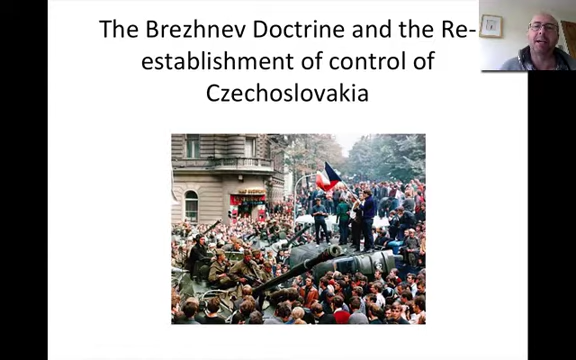 The Brezhnev Doctrine and the Re-
establishment of control of
Czechoslovakia